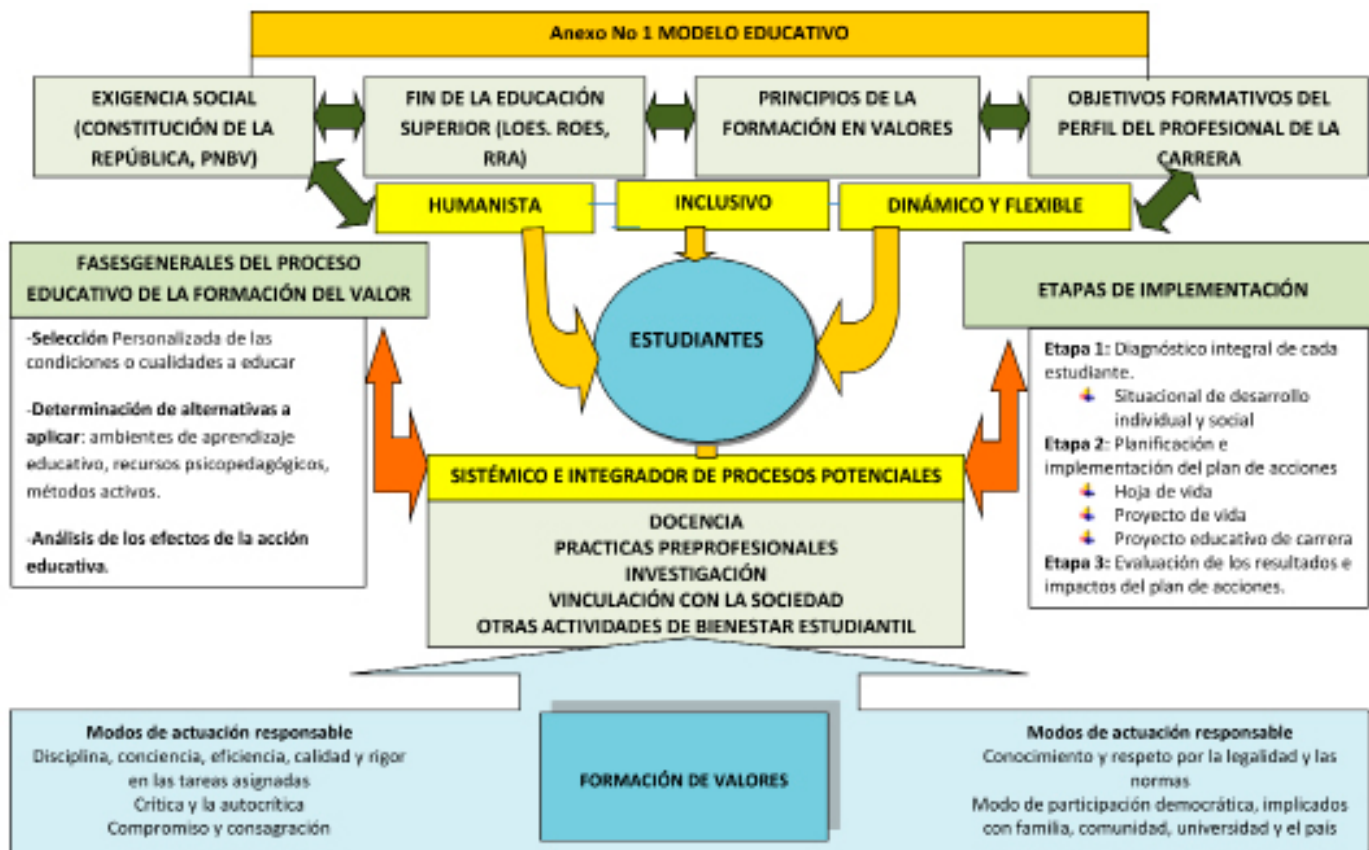 Anexo No 1 MODELO EDUCATIVO
EXIGENCIA SOCIAL
(CONSTITUCIÓN DE LA
REPÚBLICA, PNBV)
FIN DE LA EDUCACIÓN
SUPERIOR (LOES. ROES,
RRA)
PRINCIPIOS DE LA
FORMACIÓN EN VALORES
OBJETIVOS FORMATIVOS DEL
PERFIL DEL PROFESIONAL DE LA
CARRERA
HUMANISTA
INCLUSIVO
DINÁMICO Y FLEXIBLE
FASESGENERALES DEL PROCESO
EDUCATIVO DE LA FORMACIÓN DEL VALOR
-Selección Personalizada de las
condiciones o cualidades a educar
-Determinación de alternativas a
aplicar: ambientes de aprendizaje
educativo, recursos psicopedagógicos,
métodos activos.
-Análisis de los efectos de la acción
educativa.
ESTUDIANTES
ETAPAS DE IMPLEMENTACIÓN
Etapa 1: Diagnóstico integral de cada
estudiante.
Situacional de desarrollo
individual y social
Etapa 2: Planificación e
implementación del plan de acciones
Hoja de vida
Proyecto de vida
Proyecto educativo de carrera
Etapa 3: Evaluación de los resultados e
impactos del plan de acciones.
SISTÉMICO E INTEGRADOR DE PROCESOS POTENCIALES
DOCENCIA
PRACTICAS PREPROFESIONALES
INVESTIGACIÓN
VINCULACIÓN CON LA SOCIEDAD
OTRAS ACTIVIDADES DE BIENESTAR ESTUDIANTIL
Modos de actuación responsable
Disciplina, conciencia, eficiencia, calidad y rigor
en las tareas asignadas
Crítica y la autocrítica
Compromiso y consagración
FORMACIÓN DE VALORES
Modos de actuación responsable
Conocimiento y respeto por la legalidad y las
normas
Modo de participación democrática, implicados
con familia, comunidad, universidad y el país